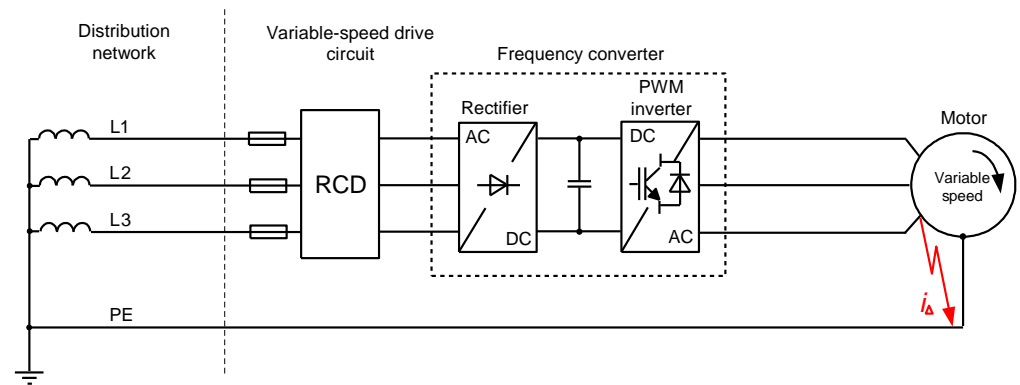 Distribution
network
Variable-speed drive
circuit
Frequency converter
PWM
inverter
Rectifier
Motor
L1
AC
DC
L2
RCD
Variable
speed
L3
DC
AC
PE
iΔ